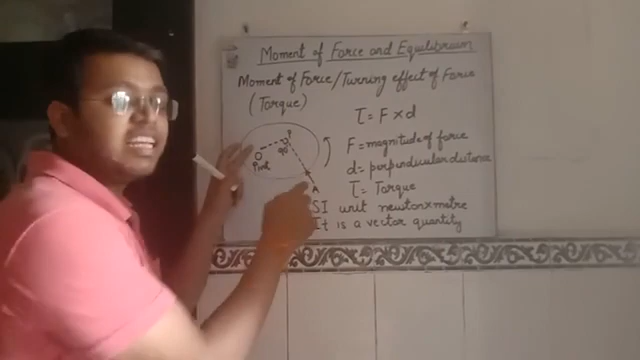 Moment of Force and Equilibrium
Moment of Force/Turning effect of Force
(Torque)
τ = F × d
F = magnitude of force
d = perpendicular distance
τ = Torque
SI unit newton×metre
It is a vector quantity
P
90
O
Pivot
A